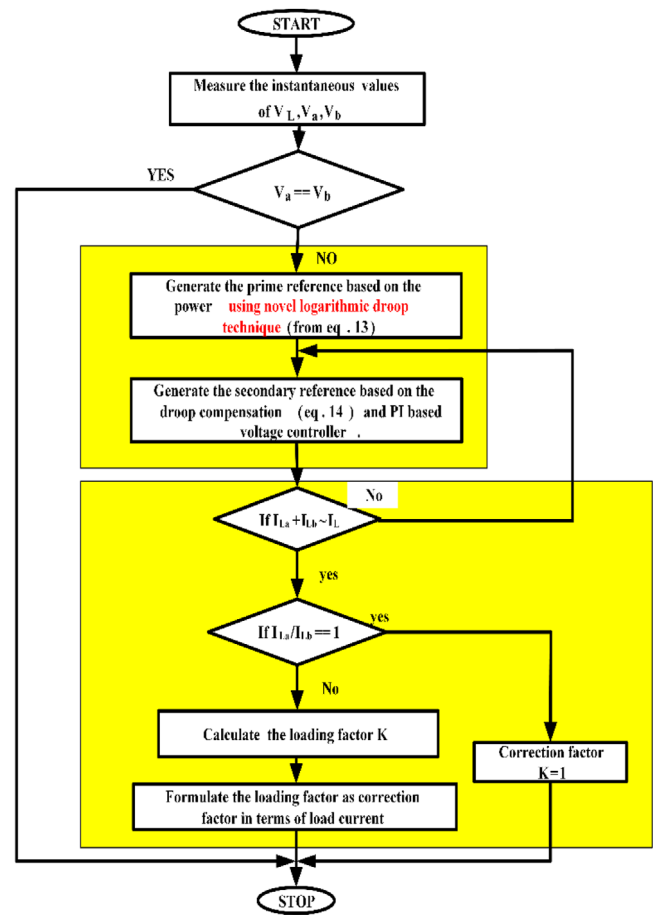 START
Measure the instantaneous values
of V L ,Va ,Vb
YES
Va == Vb
NO
Generate the prime reference based on the
power using novel logarithmic droop
technique (from eq . 13)
Generate the secondary reference based on the
droop compensation (eq . 14 ) and PI based
voltage controller .
No
If ILa+ILb~IL
yes
If ILa/ILb==1
yes
No
Calculate the loading factor K
Correction factor
K=1
Formulate the loading factor as correction
factor in terms of load current
STOP